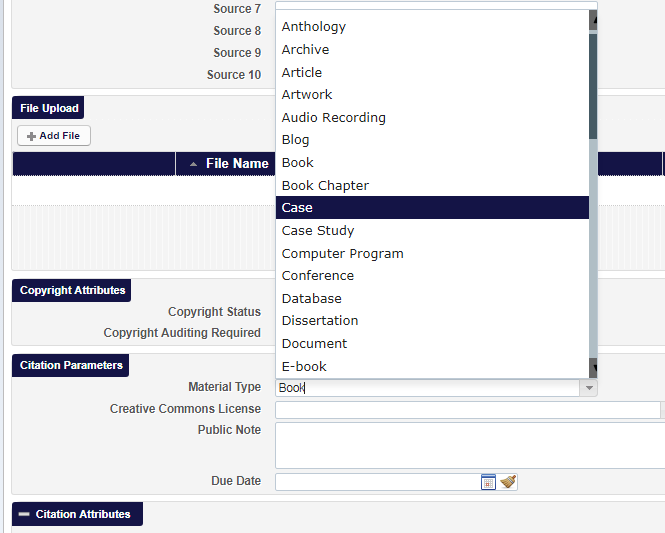 Source 7
Source 8
Source 9
Source 10
Anthology
Archive
Article
Artwork
Audio Recording
Blog
Book
Book Chapter
Case
Case Study
Computer Program
Conference
Database
Dissertation
Document
E-book
File Upload
Add File
File Name
Copyright Attributes
Copyright Status
Copyright Auditing Required
Citation Parameters
Material Type Book
Creative Commons License
Public Note
Due Date
Citation Attributes